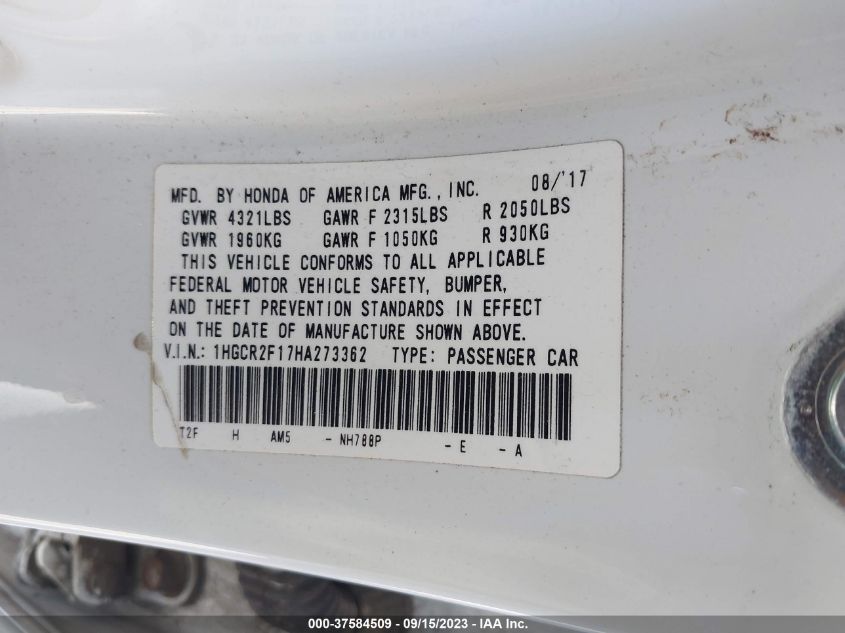 MFD. BY HONDA OF AMERICA MFG., INC. 08/'17
GVWR 4321LBS GAWR F 2315LBS R 2050LBS
GVWR 1960KG GAWR F 1050KG R 930KG
THIS VEHICLE CONFORMS TO ALL APPLICABLE
FEDERAL MOTOR VEHICLE SAFETY, BUMPER,
AND THEFT PREVENTION STANDARDS IN EFFECT
ON THE DATE OF MANUFACTURE SHOWN ABOVE.
V.I.N.: 1HGCR2F17HA273362 TYPE: PASSENGER CAR
T2F H AM5 - NH788P - E - A
000-37584509 - 09/15/2023 - IAA Inc.